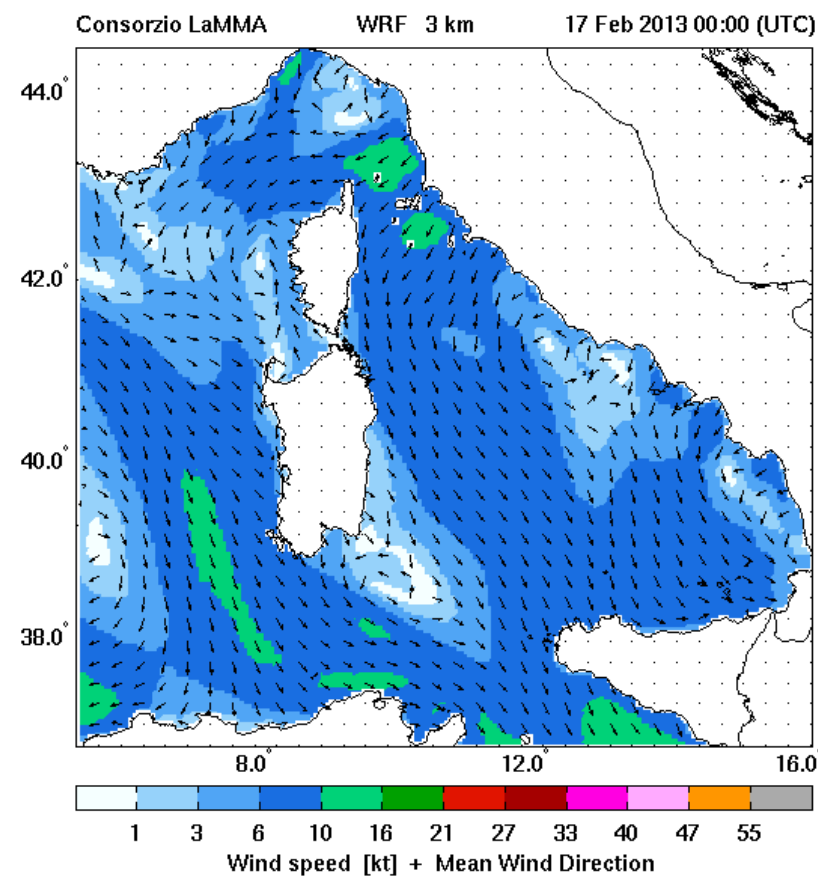 Consorzio LaMMA WRF 3 km 17 Feb 2013 00:00 (UTC)
44.0°
42.0°
40.0°
38.0°
8.0° 12.0° 16.0°
1 3 6 10 16 21 27 33 40 47 55
Wind speed [kt] + Mean Wind Direction